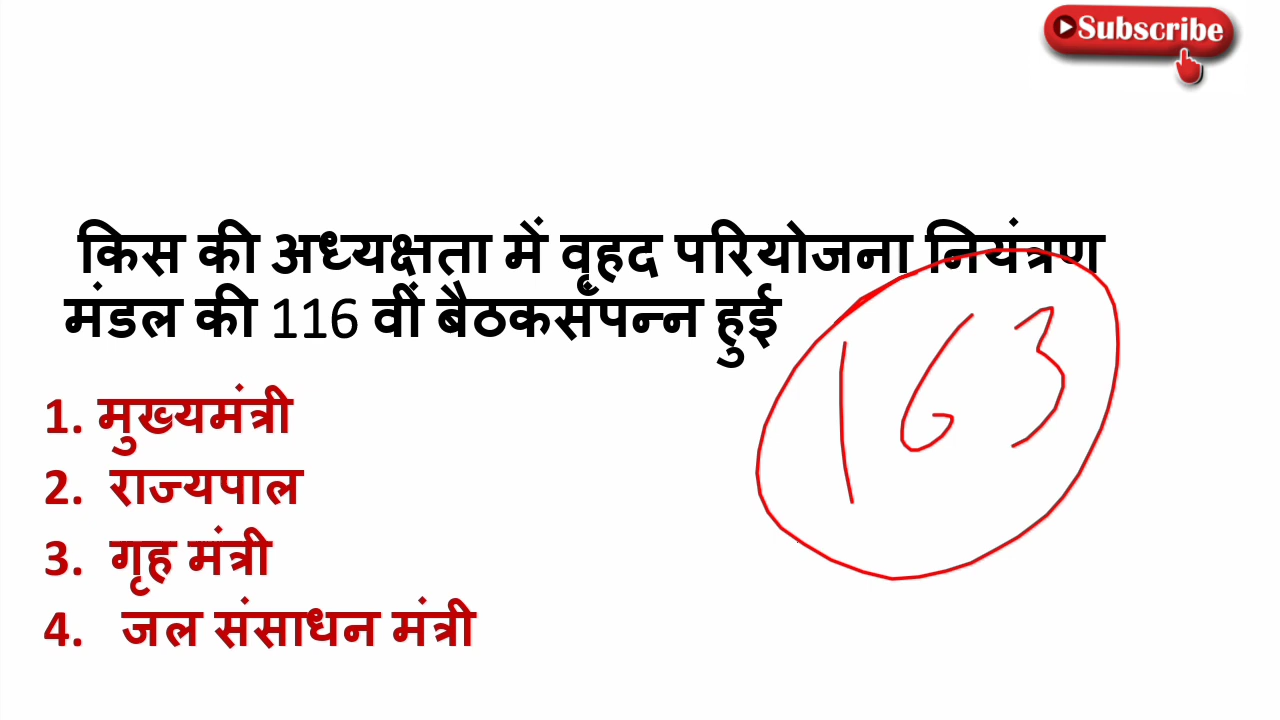 Subscribe
किस की अध्यक्षता में वृहद परियोजना नियंत्रण
मंडल की 116 वीं बैठकसंपन्न हुई
163
1. मुख्यमंत्री
2. राज्यपाल
3. गृह मंत्री
4. जल संसाधन मंत्री